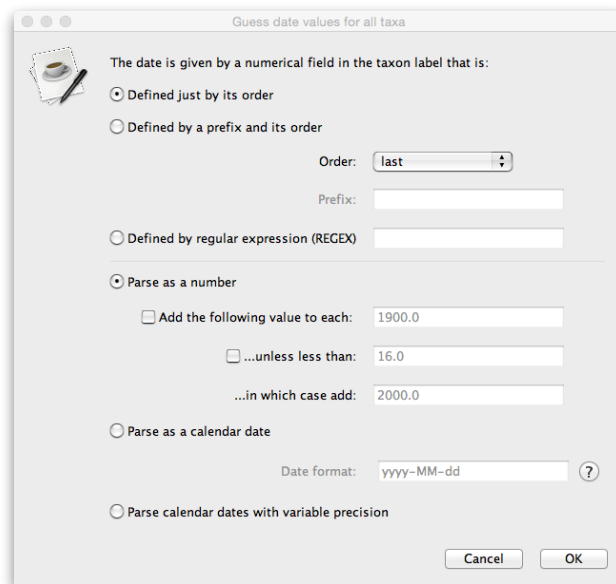 Guess date values for all taxa
The date is given by a numerical field in the taxon label that is:
Defined just by its order
Defined by a prefix and its order
Order: last
Prefix:
Defined by regular expression (REGEX)
Parse as a number
Add the following value to each: 1900.0
...unless less than: 16.0
...in which case add: 2000.0
Parse as a calendar date
Date format: yyyy-MM-dd ?
Parse calendar dates with variable precision
Cancel OK